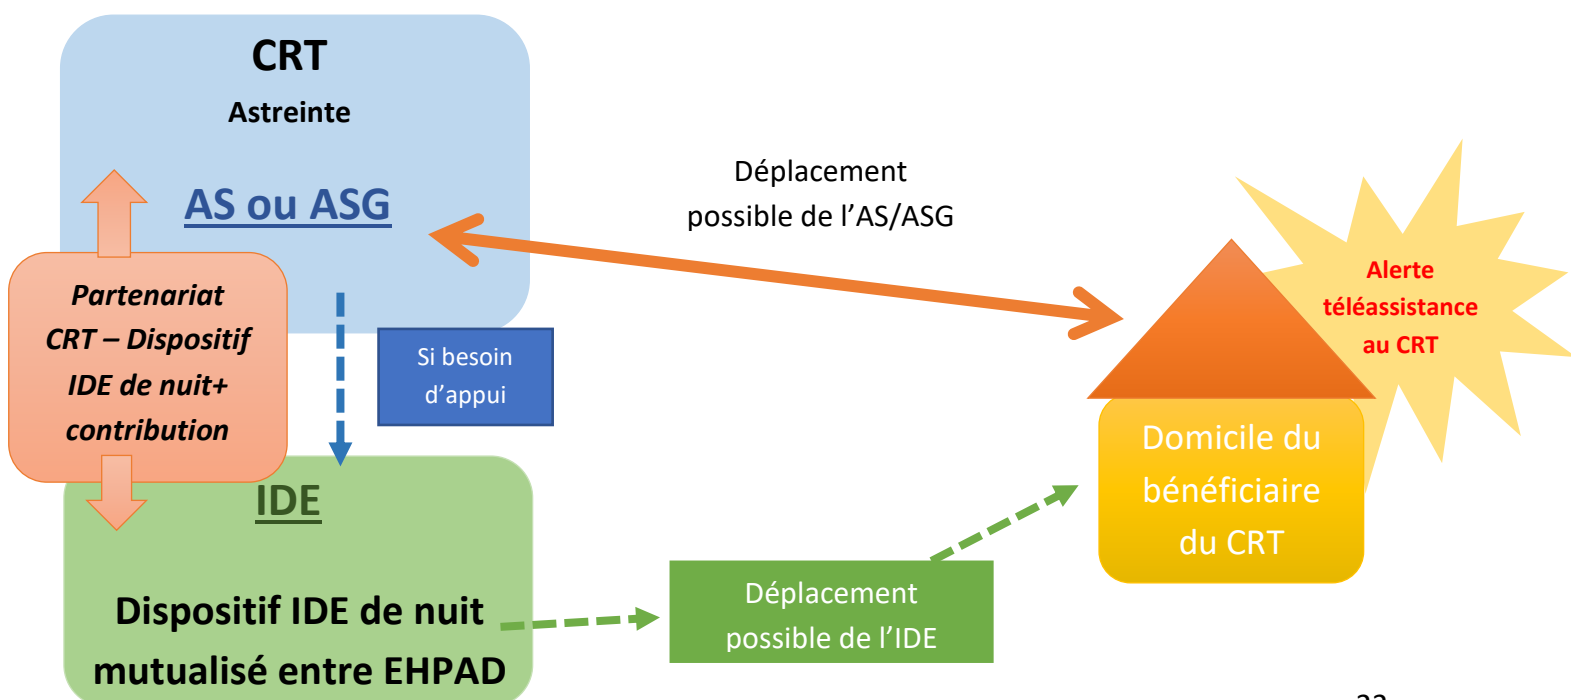 CRT
Astreinte
AS ou ASG
Partenariat
CRT – Dispositif
IDE de nuit+
contribution
Si besoin
d’appui
IDE
Dispositif IDE de nuit
mutualisé entre EHPAD
Déplacement
possible de l’AS/ASG
Déplacement
possible de l’IDE
Alerte
téléassistance
au CRT
Domicile du
bénéficiaire
du CRT